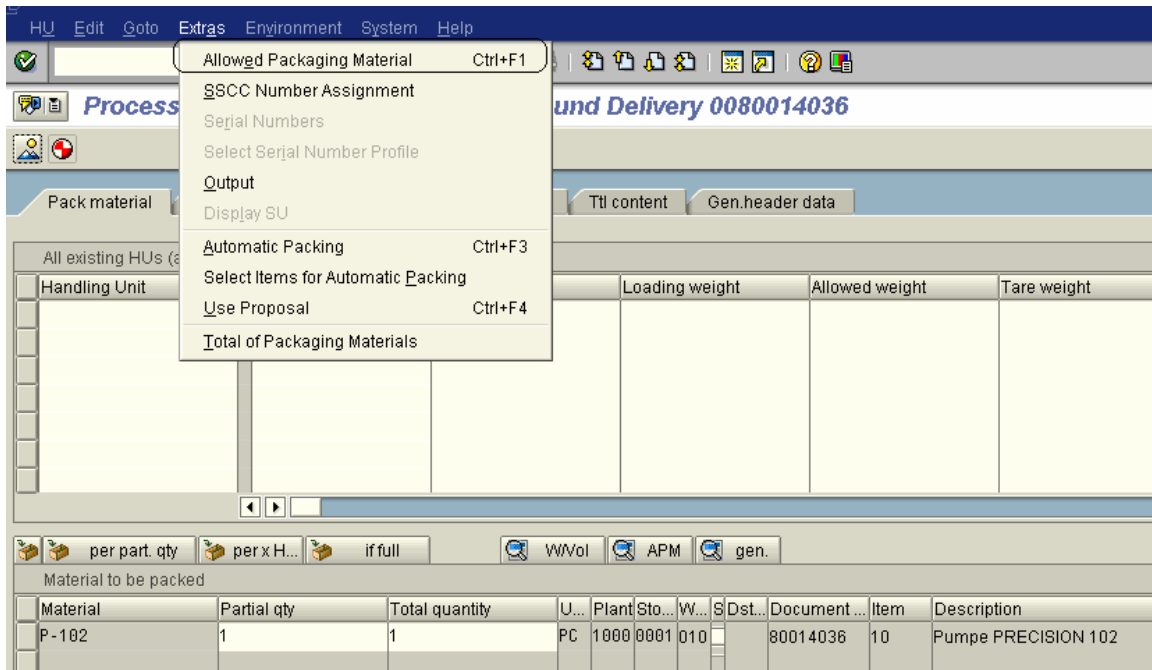 HU Edit Goto Extras Environment System Help
Allowed Packaging Material Ctrl+F1
SSCC Number Assignment
Process und Delivery 0080014036
Serial Numbers
Select Serial Number Profile
Output
Pack material Ttl content Gen.header data
Display SU
Automatic Packing Ctrl+F3
All existing HUs (a
Select Items for Automatic Packing
Handling Unit Loading weight Allowed weight Tare weight
Use Proposal Ctrl+F4
Total of Packaging Materials
per part. qty per x H... if full W/Vol APM gen.
Material to be packed
Material Partial qty Total quantity U... Plant Sto... W... S Dst... Document ... Item Description
P-102 1 1 PC 1000 0001 010 80014036 10 Pumpe PRECISION 102